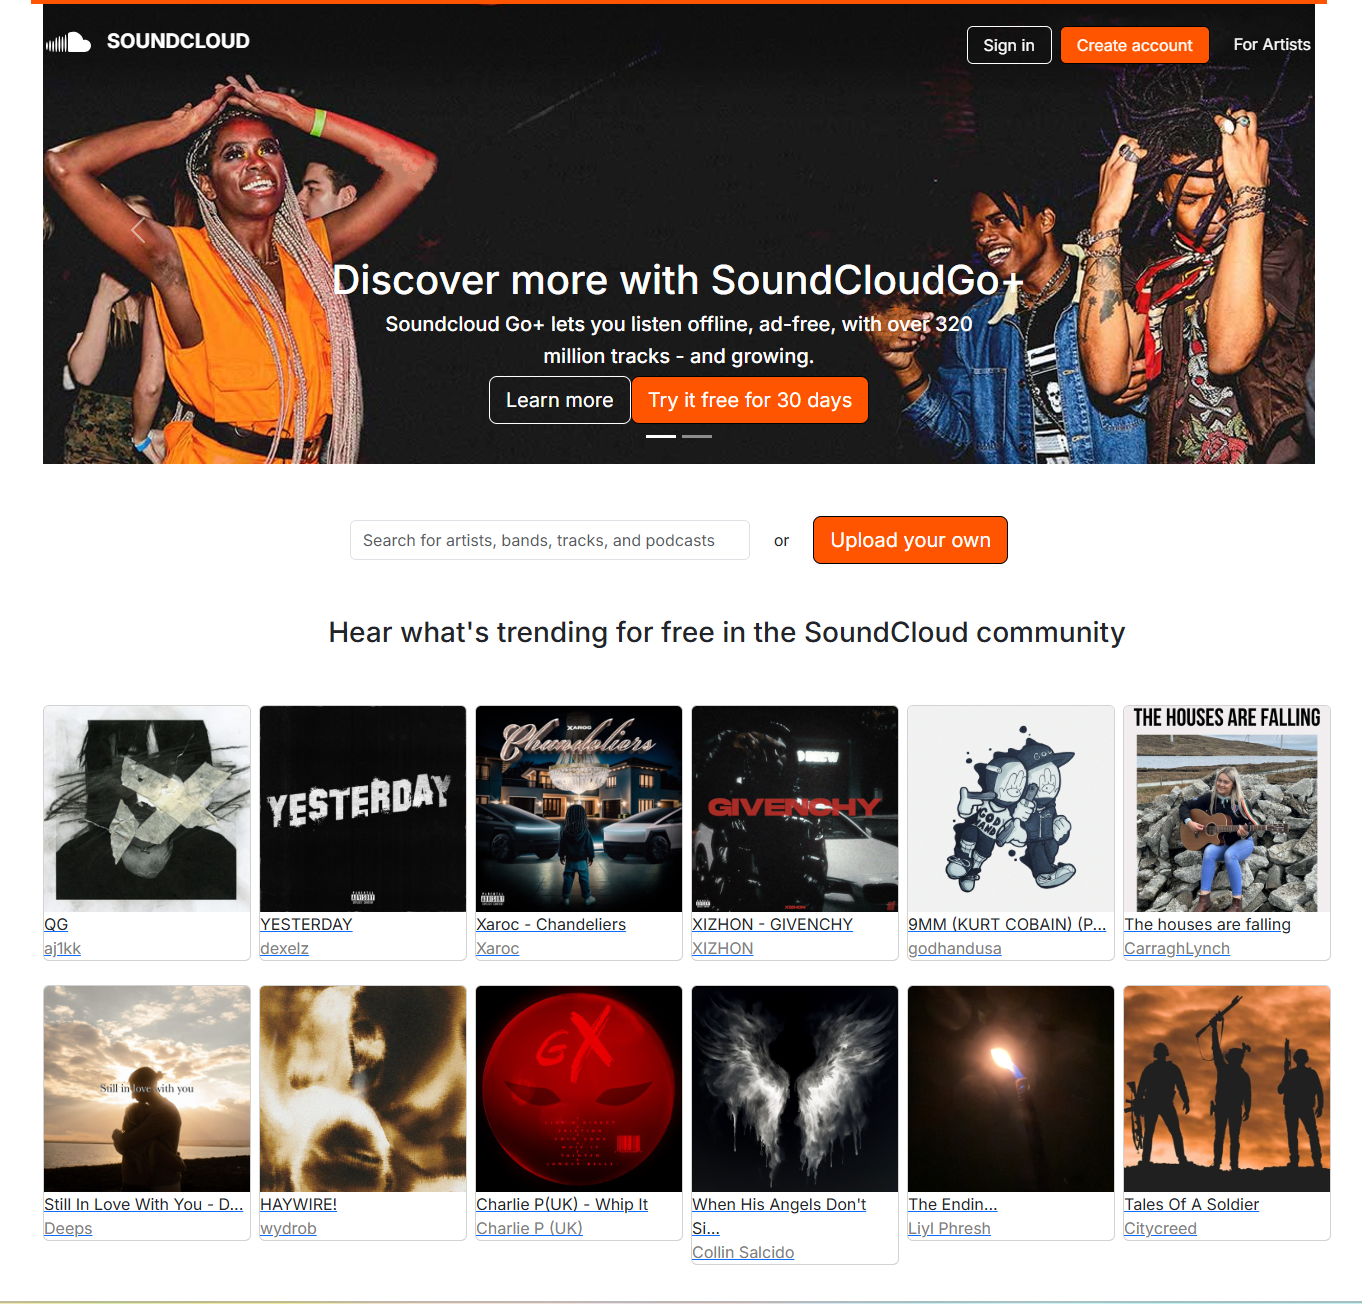 SOUNDCLOUD
Sign in
Create account
For Artists
Discover more with SoundCloudGo+
Soundcloud Go+ lets you listen offline, ad-free, with over 320
million tracks - and growing.
Learn more
Try it free for 30 days
Search for artists, bands, tracks, and podcasts
or
Upload your own
Hear what's trending for free in the SoundCloud community
YESTERDAY
XAROC
Chandeliers
GIVENCHY
XIZHON
GOD
HAND
THE HOUSES ARE FALLING
QG
aj1kk
YESTERDAY
dexelz
Xaroc - Chandeliers
Xaroc
XIZHON - GIVENCHY
XIZHON
9MM (KURT COBAIN) (P...
godhandusa
The houses are falling
CarraghLynch
Still in love with you
GX
Still In Love With You - D...
Deeps
HAYWIRE!
wydrob
Charlie P(UK) - Whip It
Charlie P (UK)
When His Angels Don't
Si...
Collin Salcido
The Endin...
Liyl Phresh
Tales Of A Soldier
Citycreed